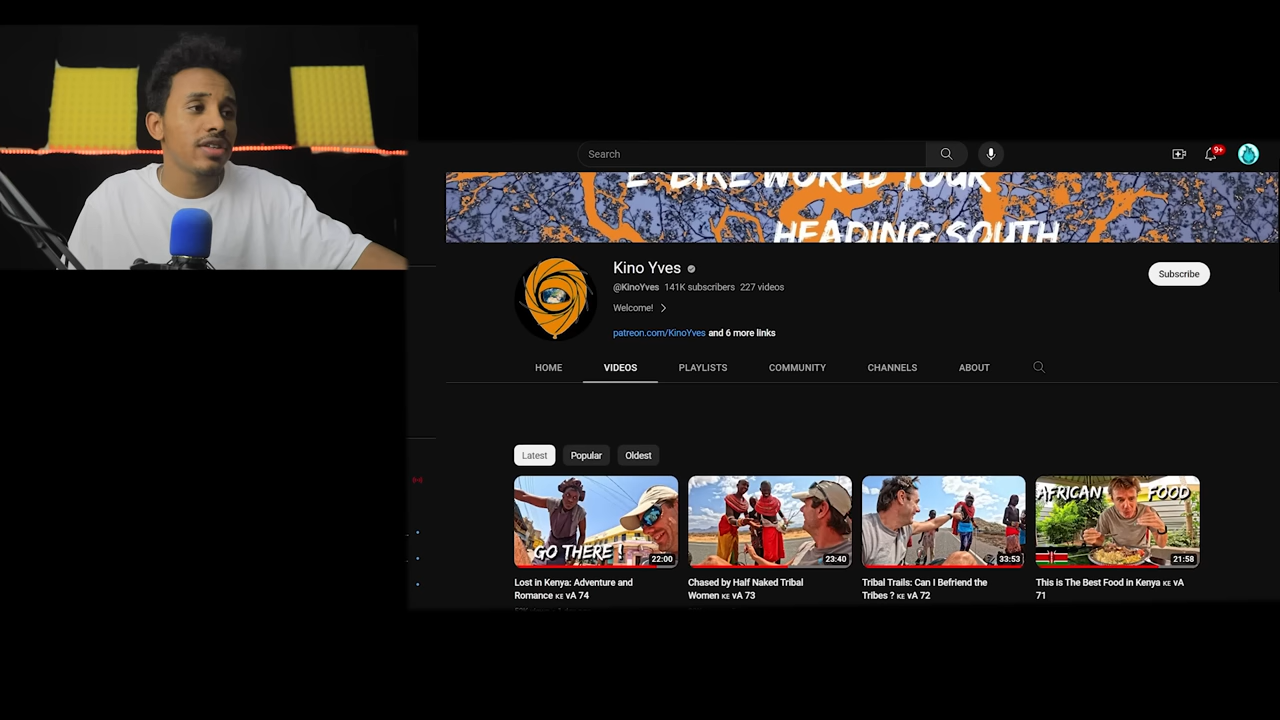 Search
9+
E-BIKE WORLD TOUR
HEADING SOUTH
Kino Yves
Subscribe
@KinoYves 141K subscribers 227 videos
Welcome!
patreon.com/KinoYves and 6 more links
HOME VIDEOS PLAYLISTS COMMUNITY CHANNELS ABOUT
Latest Popular Oldest
GO THERE !
22:00
23:40
33:53
AFRICAN FOOD
21:58
Lost in Kenya: Adventure and
Romance KE vA 74
Chased by Half Naked Tribal
Women KE vA 73
Tribal Trails: Can I Befriend the
Tribes ? KE vA 72
This is The Best Food in Kenya KE vA
71